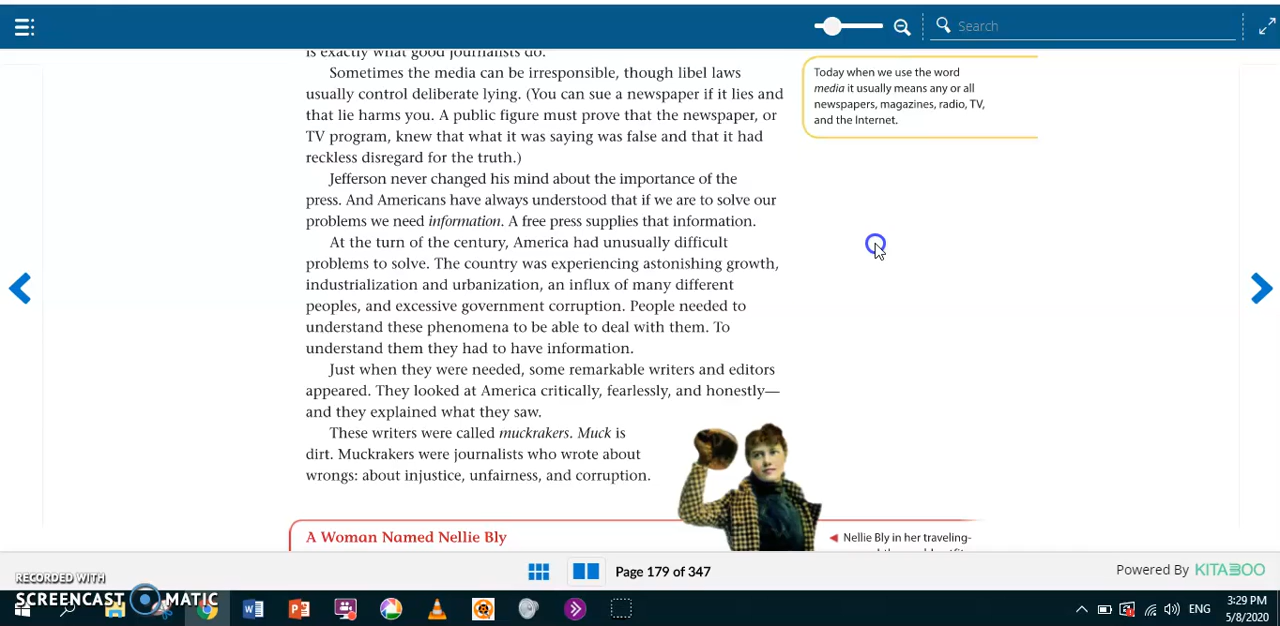 Search
is exactly what good journalists do.
Sometimes the media can be irresponsible, though libel laws
usually control deliberate lying. (You can sue a newspaper if it lies and
that lie harms you. A public figure must prove that the newspaper, or
TV program, knew that what it was saying was false and that it had
reckless disregard for the truth.)
Jefferson never changed his mind about the importance of the
press. And Americans have always understood that if we are to solve our
problems we need information. A free press supplies that information.
At the turn of the century, America had unusually difficult
problems to solve. The country was experiencing astonishing growth,
industrialization and urbanization, an influx of many different
peoples, and excessive government corruption. People needed to
understand these phenomena to be able to deal with them. To
understand them they had to have information.
Just when they were needed, some remarkable writers and editors
appeared. They looked at America critically, fearlessly, and honestly—
and they explained what they saw.
These writers were called muckrakers. Muck is
dirt. Muckrakers were journalists who wrote about
wrongs: about injustice, unfairness, and corruption.
Today when we use the word
media it usually means any or all
newspapers, magazines, radio, TV,
and the Internet.
A Woman Named Nellie Bly
Nellie Bly in her traveling-
Page 179 of 347
Powered By KITABOO
RECORDED WITH
SCREENCAST MATIC
ENG
3:29 PM
5/8/2020